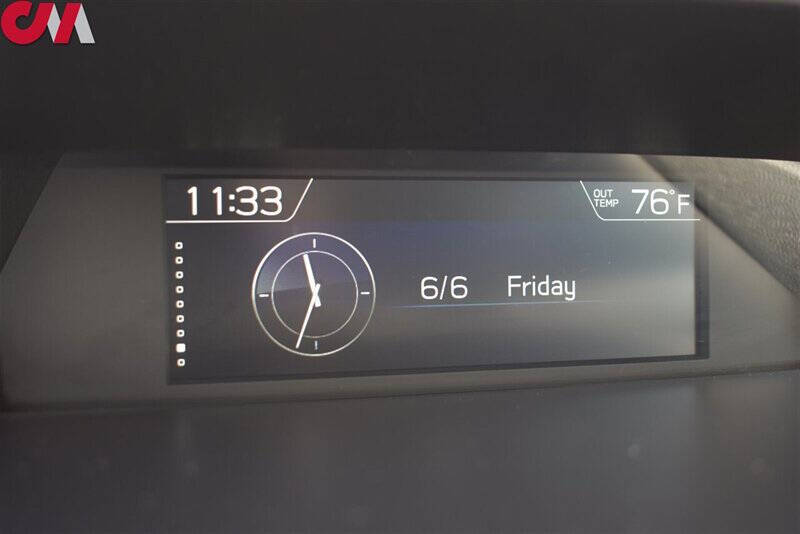 CM
11:33
OUT TEMP 76°F
6/6 Friday